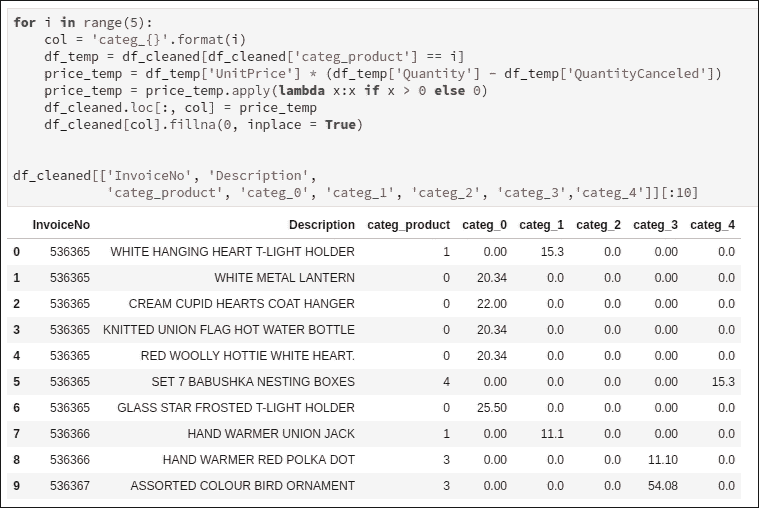 for i in range(5):
    col = 'categ_{}'.format(i)
    df_temp = df_cleaned[df_cleaned['categ_product'] == i]
    price_temp = df_temp['UnitPrice'] * (df_temp['Quantity'] - df_temp['QuantityCanceled'])
    price_temp = price_temp.apply(lambda x:x if x > 0 else 0)
    df_cleaned.loc[:, col] = price_temp
    df_cleaned[col].fillna(0, inplace = True)
df_cleaned[['InvoiceNo', 'Description',
            'categ_product', 'categ_0', 'categ_1', 'categ_2', 'categ_3','categ_4']][:10]
InvoiceNo Description categ_product categ_0 categ_1 categ_2 categ_3 categ_4
0 536365 WHITE HANGING HEART T-LIGHT HOLDER 1 0.00 15.3 0.0 0.00 0.0
1 536365 WHITE METAL LANTERN 0 20.34 0.0 0.0 0.00 0.0
2 536365 CREAM CUPID HEARTS COAT HANGER 0 22.00 0.0 0.0 0.00 0.0
3 536365 KNITTED UNION FLAG HOT WATER BOTTLE 0 20.34 0.0 0.0 0.00 0.0
4 536365 RED WOOLLY HOTTIE WHITE HEART. 0 20.34 0.0 0.0 0.00 0.0
5 536365 SET 7 BABUSHKA NESTING BOXES 4 0.00 0.0 0.0 0.00 15.3
6 536365 GLASS STAR FROSTED T-LIGHT HOLDER 0 25.50 0.0 0.0 0.00 0.0
7 536366 HAND WARMER UNION JACK 1 0.00 11.1 0.0 0.00 0.0
8 536366 HAND WARMER RED POLKA DOT 3 0.00 0.0 0.0 11.10 0.0
9 536367 ASSORTED COLOUR BIRD ORNAMENT 3 0.00 0.0 0.0 54.08 0.0